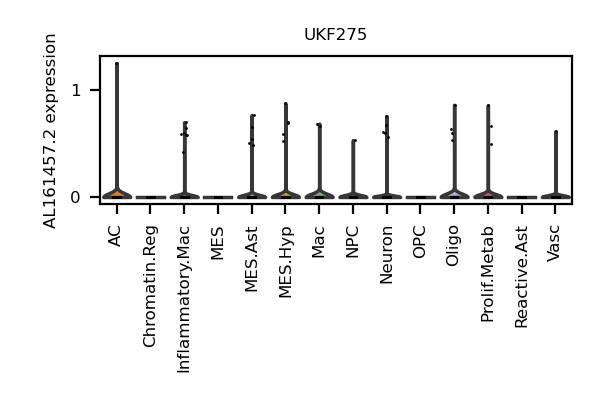 UKF275
AL161457.2 expression
1
0
AC
Chromatin.Reg
Inflammatory.Mac
MES
MES.Ast
MES.Hyp
Mac
NPC
Neuron
OPC
Oligo
Prolif.Metab
Reactive.Ast
Vasc